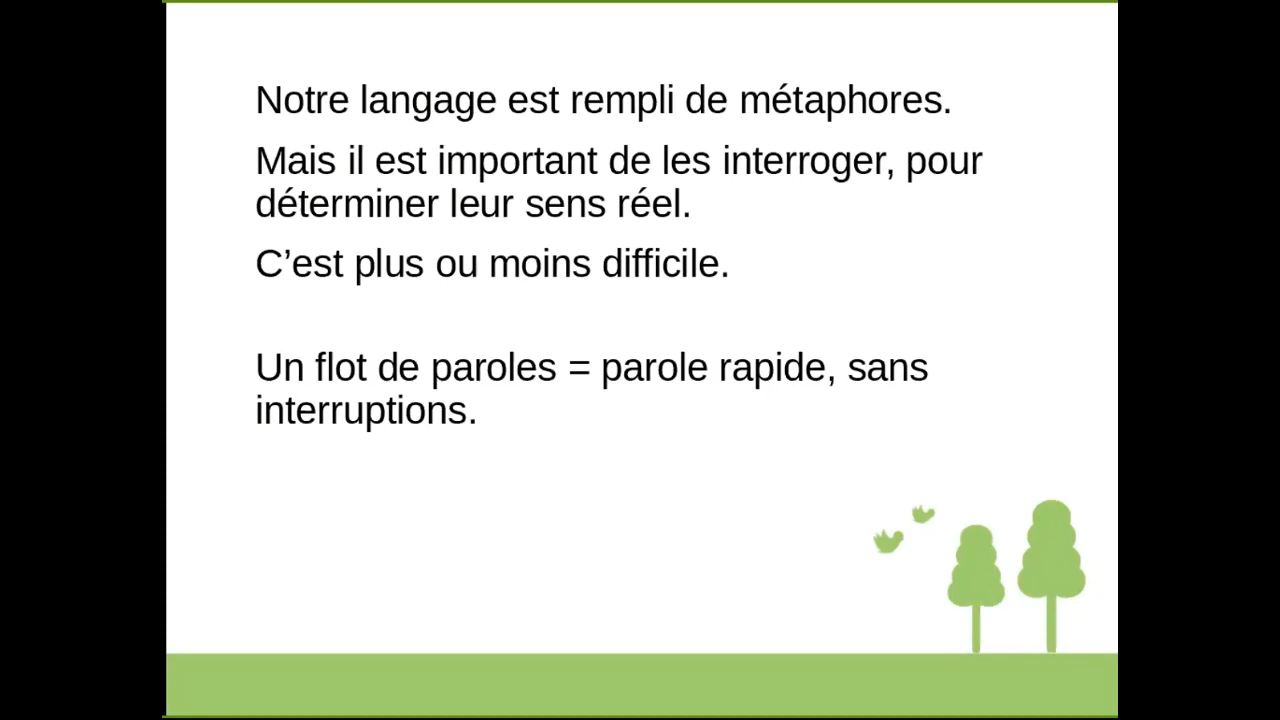 Notre langage est rempli de métaphores.
Mais il est important de les interroger, pour
déterminer leur sens réel.
C’est plus ou moins difficile.
Un flot de paroles = parole rapide, sans
interruptions.